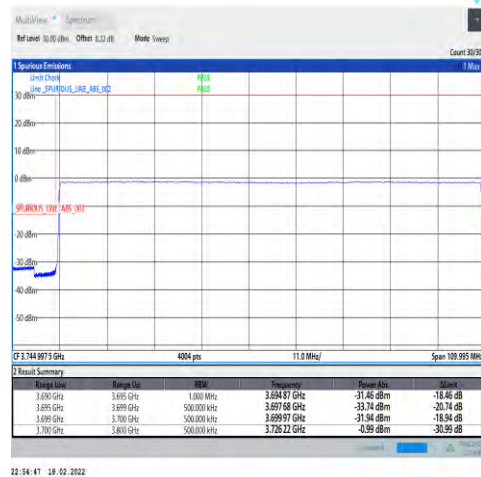 MultiView Spectrum
Ref Level 30.00 dBm Offset 8.22 dB Mode Sweep
Count 30/30
1 Spurious Emissions 1 Max
Limit Check PASS
Line _SPURIOUS_LINE_ABS_002 PASS
30 dBm
20 dBm
10 dBm
0 dBm
_SPURIOUS_LINE_ABS_002
-20 dBm
-30 dBm
-40 dBm
-50 dBm
CF 3.744 997 5 GHz 4004 pts 11.0 MHz/ Span 109.995 MHz
2 Result Summary
Range Low Range Up RBW Frequency Power Abs ΔLimit
3.690 GHz 3.695 GHz 1.000 MHz 3.694 87 GHz -31.46 dBm -18.46 dB
3.695 GHz 3.699 GHz 500.000 kHz 3.697 68 GHz -33.74 dBm -20.74 dB
3.699 GHz 3.700 GHz 500.000 kHz 3.699 97 GHz -31.94 dBm -18.94 dB
3.700 GHz 3.800 GHz 500.000 kHz 3.726 22 GHz -0.99 dBm -30.99 dB
22:54:47 18.02.2022